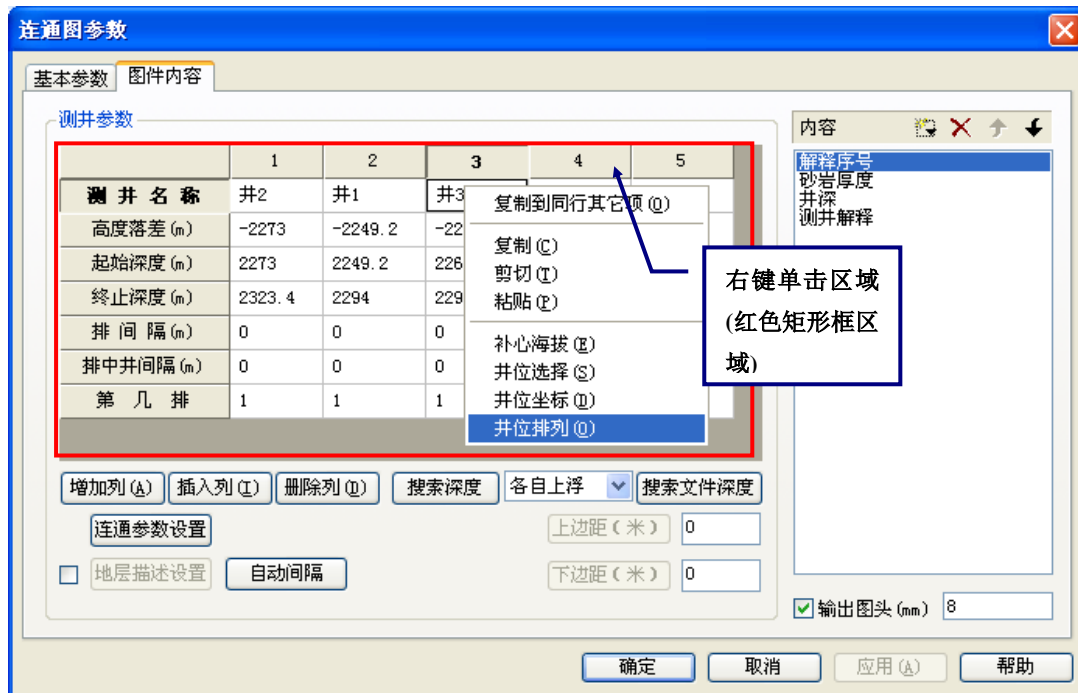 连通图参数
基本参数 图件内容
测井参数
1 2 3 4 5
测 井 名 称 井2 井1 井3
高度落差(m) -2273 -2249.2 -22
起始深度(m) 2273 2249.2 226
终止深度(m) 2323.4 2294 229
排 间 隔(m) 0 0 0
排中井间隔(m) 0 0 0
第 几 排 1 1 1
复制到同行其它项(Q)
复制(C)
剪切(T)
粘贴(P)
补心海拔(E)
井位选择(S)
井位坐标(D)
井位排列(O)
右键单击区域
(红色矩形框区
域)
增加列(A) 插入列(I) 删除列(D) 搜索深度 各自上浮 搜索文件深度
连通参数设置 上边距(米) 0
地层描述设置 自动间隔 下边距(米) 0
内容
解释序号
砂岩厚度
井深
测井解释
输出图头(mm) 8
确定 取消 应用(A) 帮助